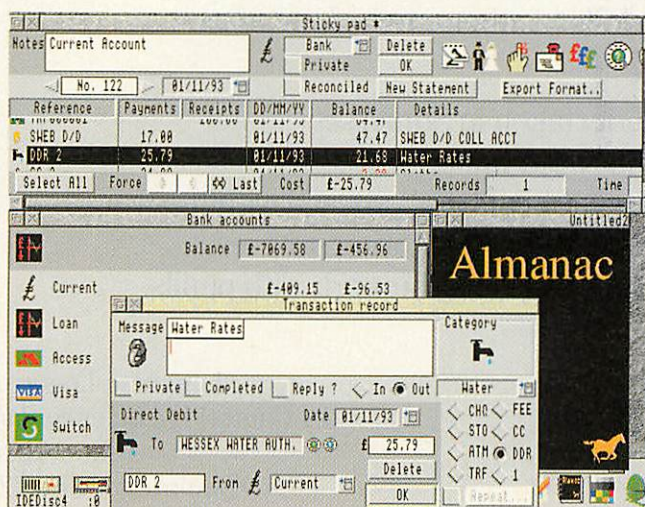 Sticky pad *
Notes Current Account
Bank Delete
Private OK
No. 122 01/11/93 Reconciled New Statement Export Format..
Reference Payments Receipts DD/MM/YY Balance Details
SWEB D/D 17.00 01/11/93 47.47 SWEB D/D COLL ACCT
DDR 2 25.79 01/11/93 21.68 Water Rates
Select All Force Last Cost £-25.79 Records 1 Time
Bank accounts
Untitled2
Balance £-7069.58 £-456.96
Almanac
Current £-409.15 £-96.53
Loan
Access
Visa
Switch
Transaction record
Message Water Rates
Category
Private Completed Reply ? In Out Water
Direct Debit Date 01/11/93
CHQ FEE
STO CC
ATM DDR
TRF 1
To WESSEX WATER AUTH. £ 25.79
Delete
DDR 2 From Current OK
Repeat...
IDEDisc4 :0